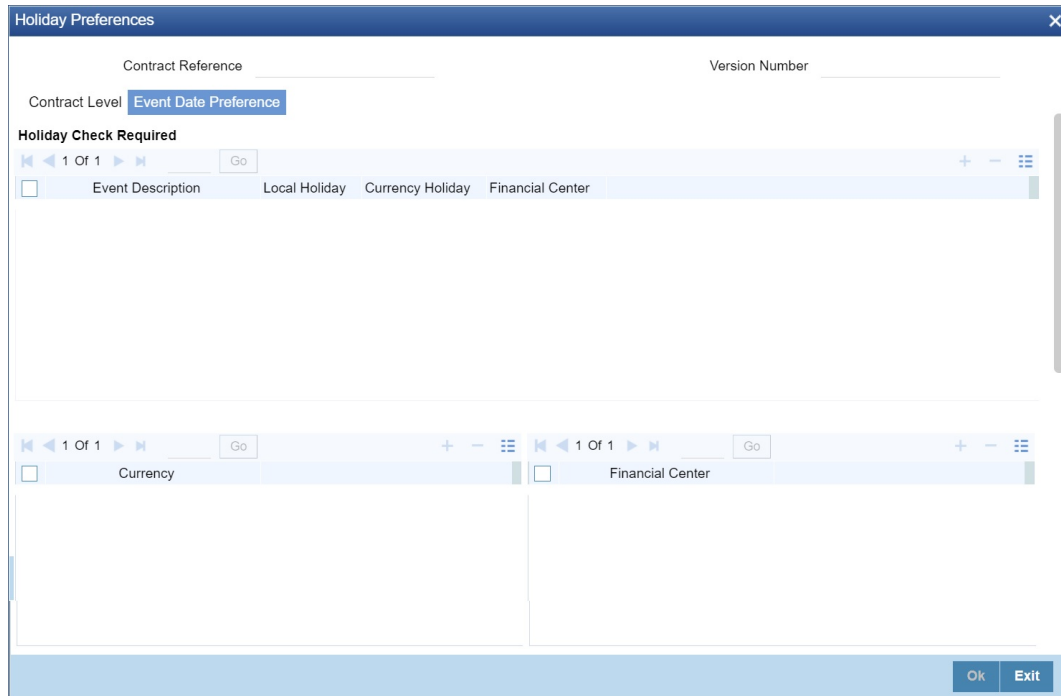 Holiday Preferences
Contract Reference Version Number
Contract Level Event Date Preference
Holiday Check Required
1 Of 1 Go
Event Description Local Holiday Currency Holiday Financial Center
1 Of 1 Go 1 Of 1 Go
Currency Financial Center
Ok Exit